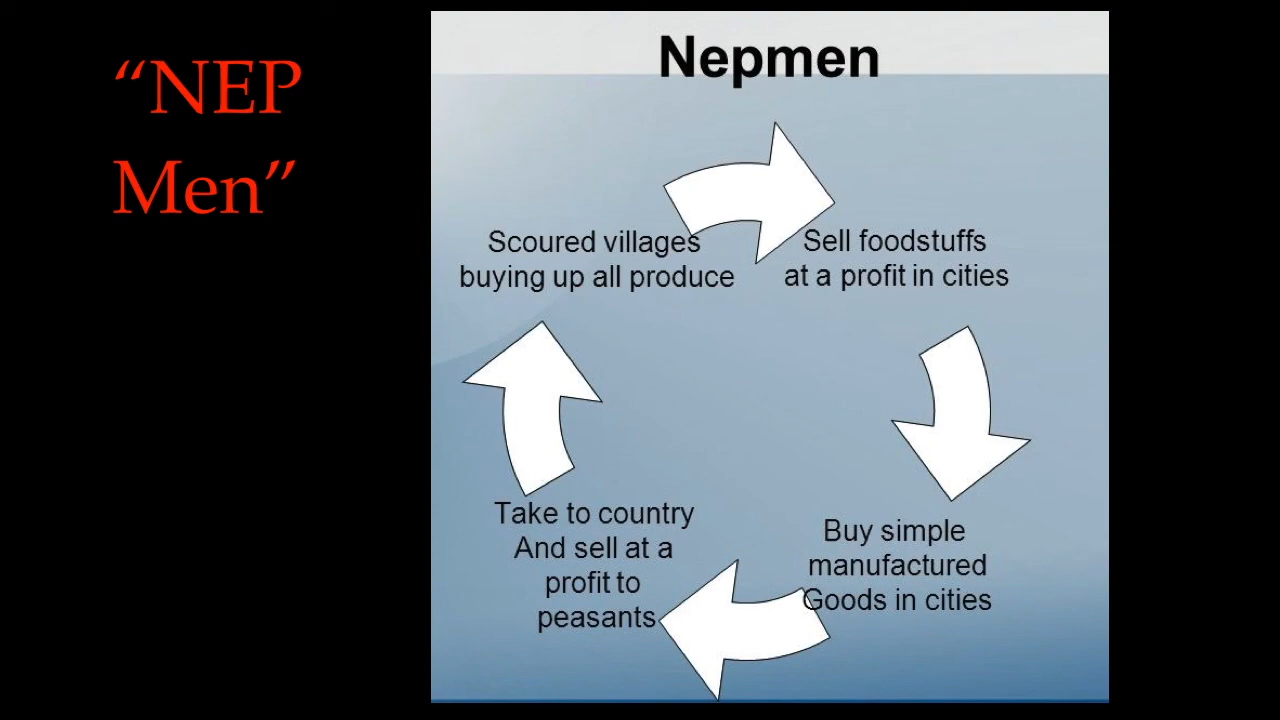 “NEP
Men”
Nepmen
Scoured villages
buying up all produce
Sell foodstuffs
at a profit in cities
Buy simple
manufactured
Goods in cities
Take to country
And sell at a
profit to
peasants